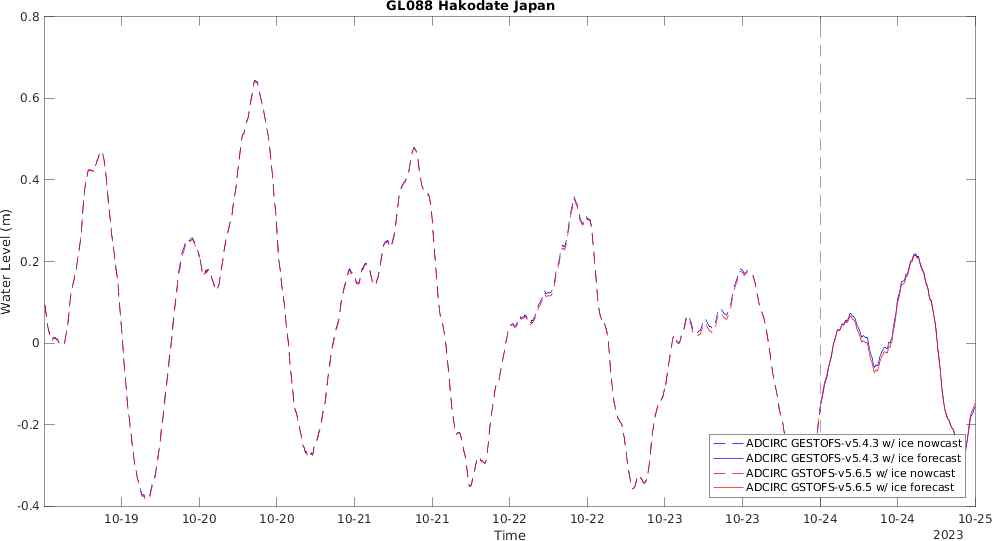 GL088 Hakodate Japan
0.8
0.6
0.4
0.2
0
-0.2
-0.4
Water Level (m)
ADCIRC GESTOFS-v5.4.3 w/ ice nowcast
ADCIRC GESTOFS-v5.4.3 w/ ice forecast
ADCIRC GSTOFS-v5.6.5 w/ ice nowcast
ADCIRC GSTOFS-v5.6.5 w/ ice forecast
10-19 10-20 10-20 10-21 10-21 10-22 10-22 10-23 10-23 10-24 10-24 10-25
Time
2023